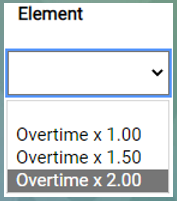 Element
Overtime x 1.00
Overtime x 1.50
Overtime x 2.00